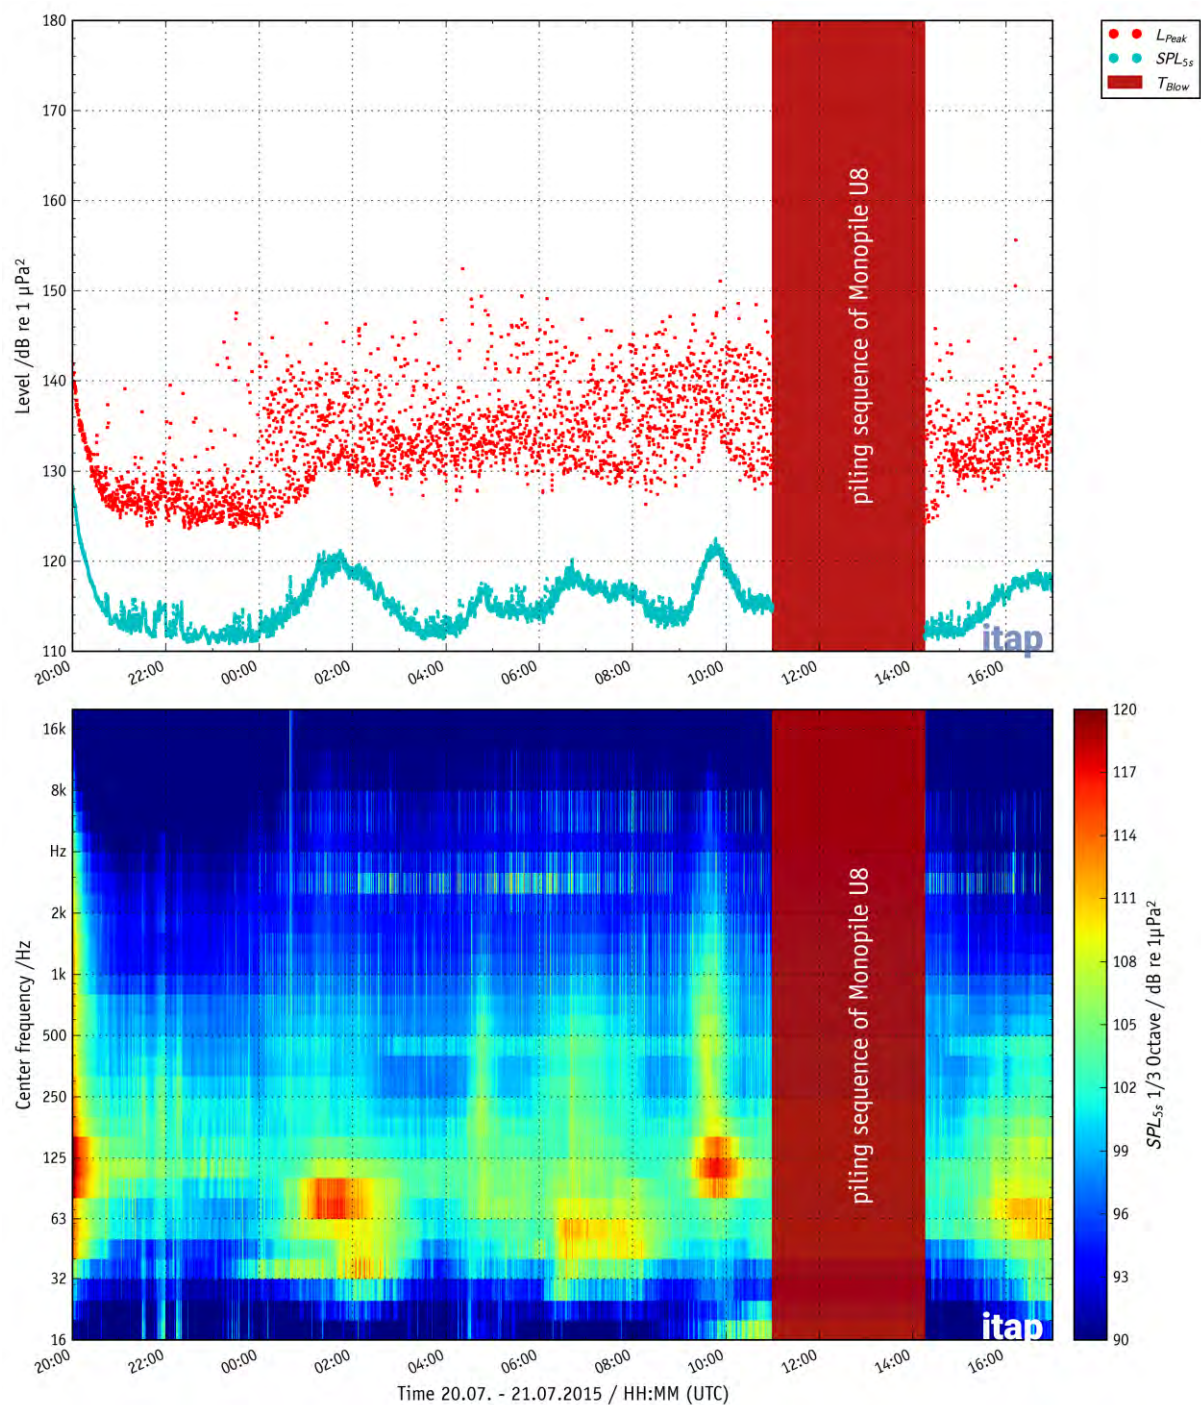 180
170
160
150
140
130
120
110
Level /dB re 1 µPa²
L_Peak
SPL_5s
T_Blow
piling sequence of Monopile U8
itap
20:00 22:00 00:00 02:00 04:00 06:00 08:00 10:00 12:00 14:00 16:00
16k
8k
Hz
2k
1k
500
250
125
63
32
16
Center frequency /Hz
piling sequence of Monopile U8
itap
120
117
114
111
108
105
102
99
96
93
90
SPL_5s 1/3 Octave / dB re 1µPa²
20:00 22:00 00:00 02:00 04:00 06:00 08:00 10:00 12:00 14:00 16:00
Time 20.07. - 21.07.2015 / HH:MM (UTC)